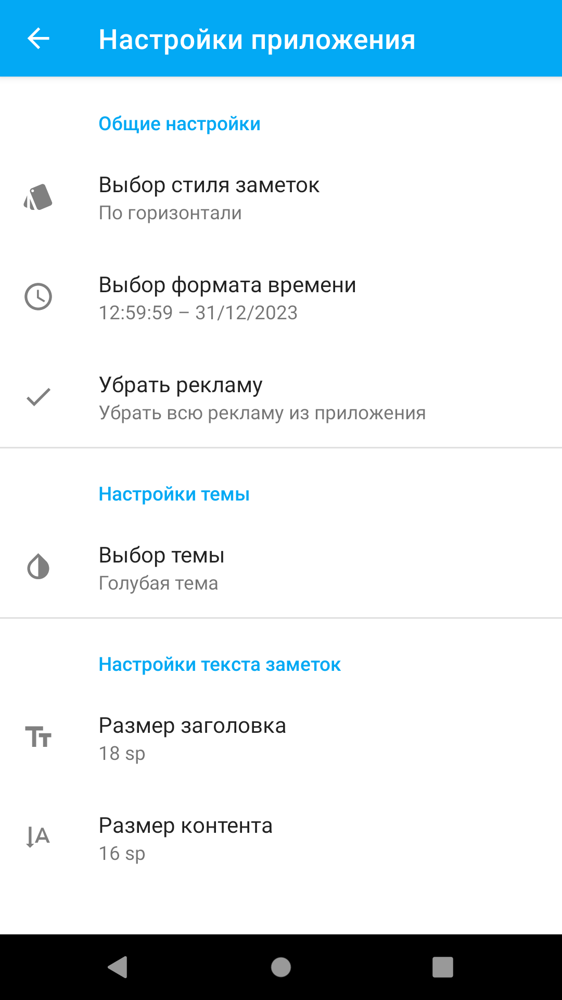 Настройки приложения
Общие настройки
Выбор стиля заметок
По горизонтали
Выбор формата времени
12:59:59 – 31/12/2023
Убрать рекламу
Убрать всю рекламу из приложения
Настройки темы
Выбор темы
Голубая тема
Настройки текста заметок
Размер заголовка
18 sp
Размер контента
16 sp